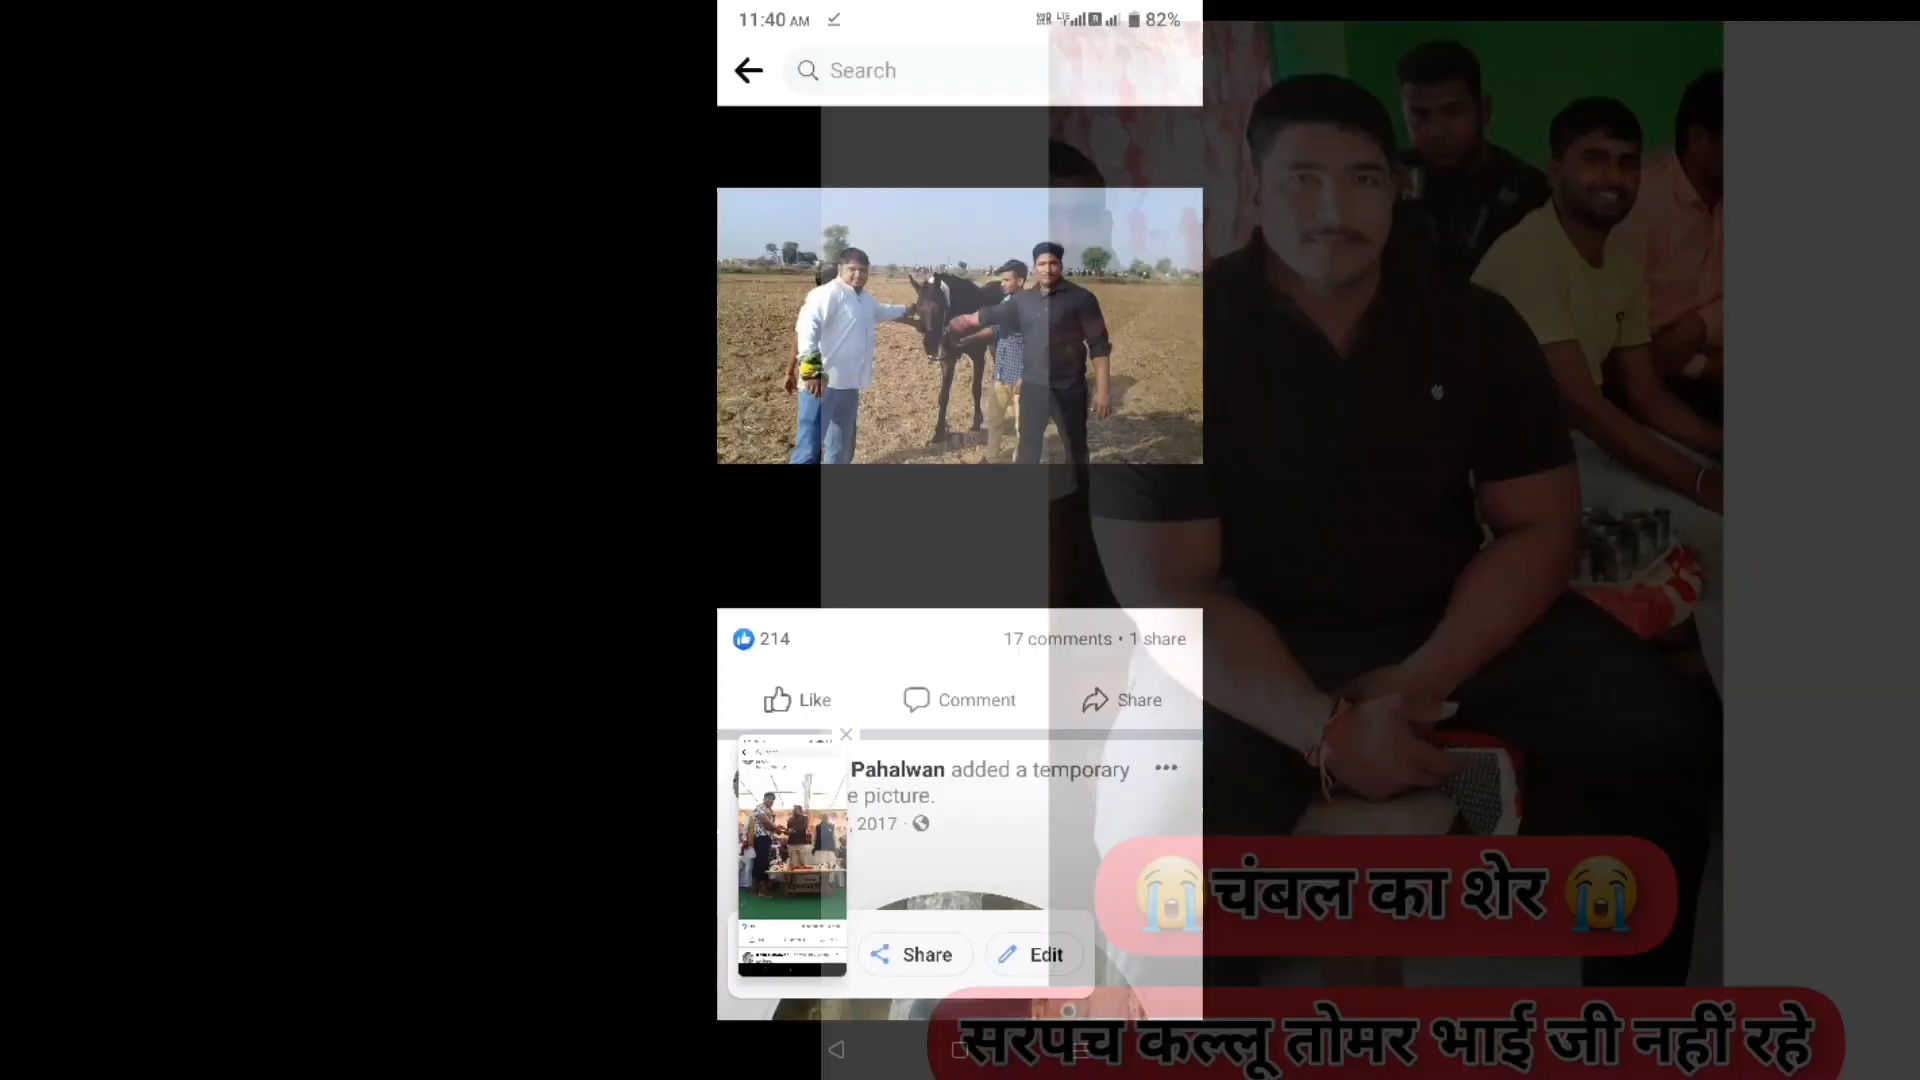 11:40 AM
82%
Search
214
17 comments • 1 share
Like
Comment
Share
Pahalwan added a temporary
e picture.
, 2017 ·
Share
Edit
😭चंबल का शेर 😭
सरपंच कल्लू तोमर भाई जी नहीं रहे